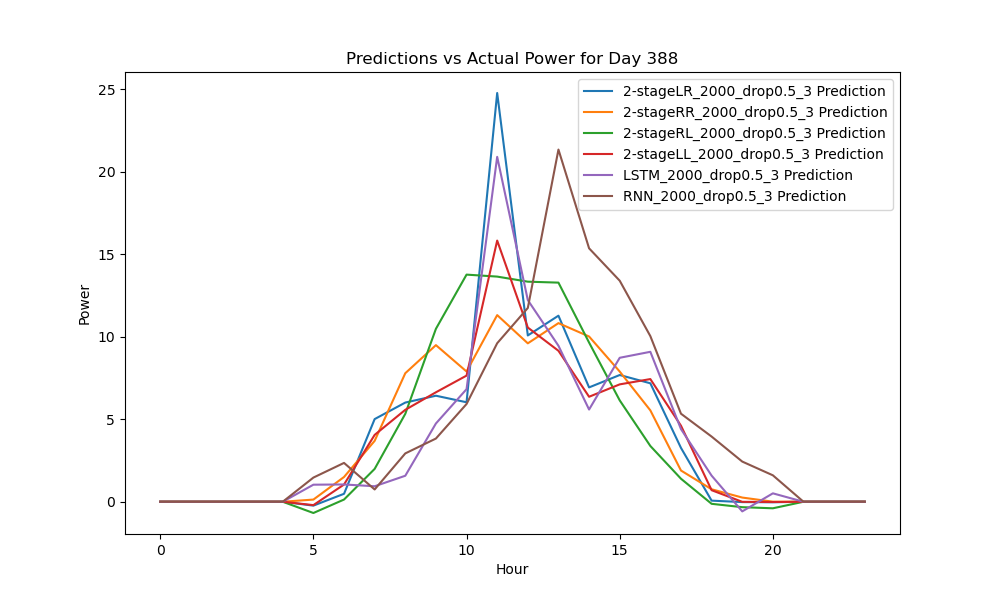 Predictions vs Actual Power for Day 388
2-stageLR_2000_drop0.5_3 Prediction
2-stageRR_2000_drop0.5_3 Prediction
2-stageRL_2000_drop0.5_3 Prediction
2-stageLL_2000_drop0.5_3 Prediction
LSTM_2000_drop0.5_3 Prediction
RNN_2000_drop0.5_3 Prediction
25
20
15
10
5
0
Power
0 5 10 15 20
Hour